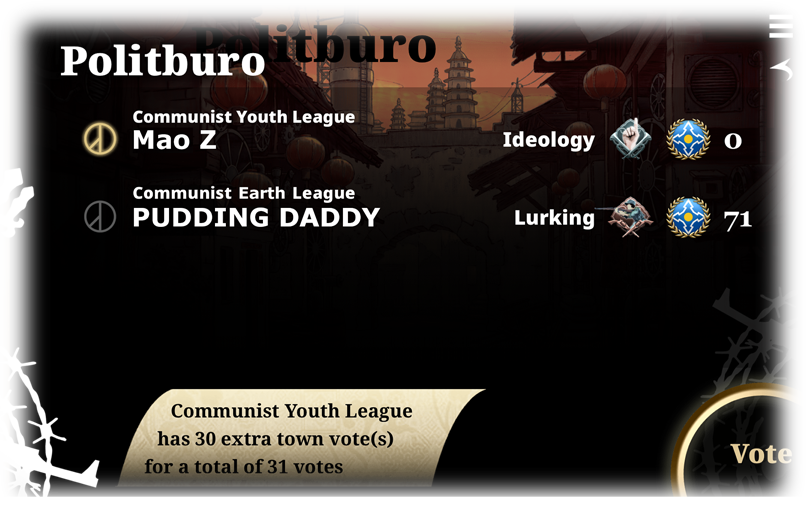 Politburo
Politburo
Communist Youth League
Mao Z
Ideology
0
Communist Earth League
PUDDING DADDY
Lurking
71
Communist Youth League
has 30 extra town vote(s)
for a total of 31 votes
Vote